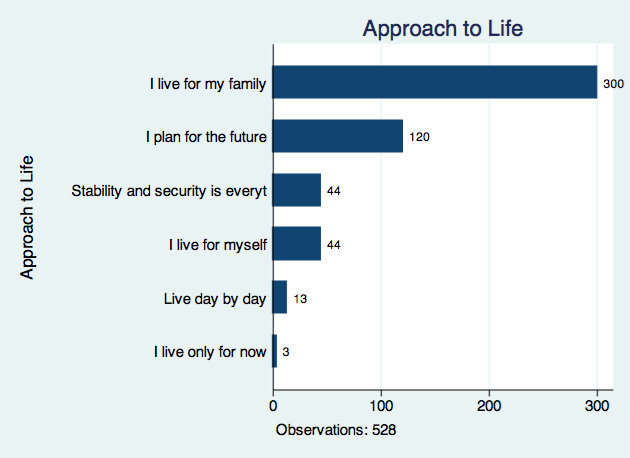 Approach to Life
Approach to Life
I live for my family
300
I plan for the future
120
Stability and security is everyt
44
I live for myself
44
Live day by day
13
I live only for now
3
0 100 200 300
Observations: 528